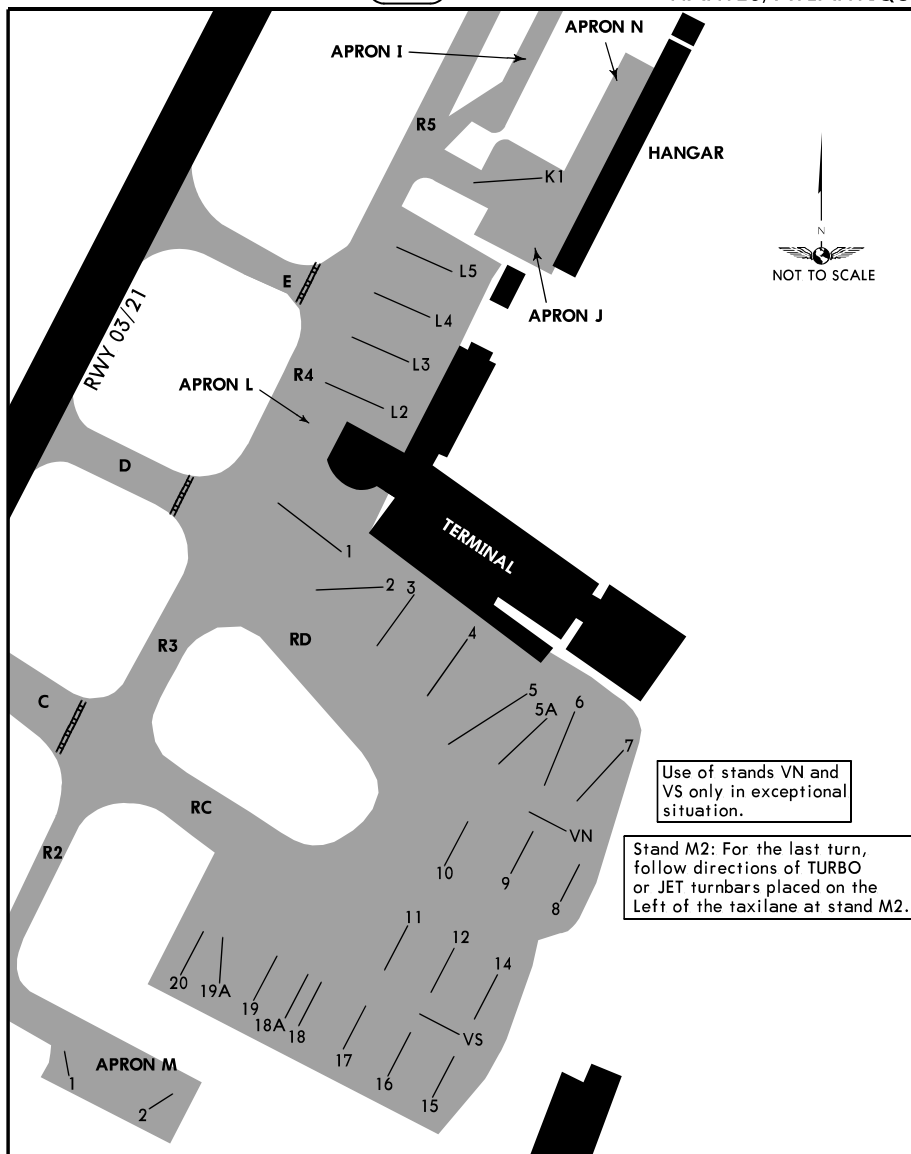 APRON N
APRON I
R5
HANGAR
K1
N
NOT TO SCALE
E
L5
APRON J
L4
RWY 03/21
L3
R4
APRON L
L2
D
TERMINAL
1
2
3
4
RD
R3
5
5A
6
7
C
Use of stands VN and
VS only in exceptional
situation.
RC
VN
R2
Stand M2: For the last turn,
follow directions of TURBO
or JET turnbars placed on the
Left of the taxilane at stand M2.
10
9
8
11
12
14
20
19A
19
18A
18
VS
17
16
15
APRON M
1
2